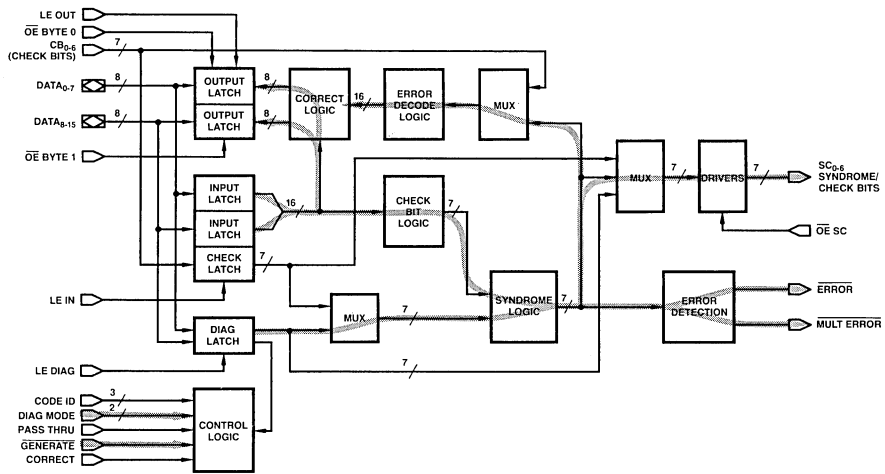 LE OUT
OE BYTE 0
CB0-6
(CHECK BITS)
7
DATA0-7
8
DATA8-15
8
OE BYTE 1
OUTPUT
LATCH
OUTPUT
LATCH
8
8
CORRECT
LOGIC
16
ERROR
DECODE
LOGIC
MUX
INPUT
LATCH
INPUT
LATCH
CHECK
LATCH
16
7
CHECK
BIT
LOGIC
7
MUX
7
DRIVERS
7
SC0-6
SYNDROME/
CHECK BITS
OE SC
LE IN
DIAG
LATCH
MUX
7
SYNDROME
LOGIC
7
ERROR
DETECTION
ERROR
MULT ERROR
7
LE DIAG
CODE ID
3
DIAG MODE
2
PASS THRU
GENERATE
CORRECT
CONTROL
LOGIC